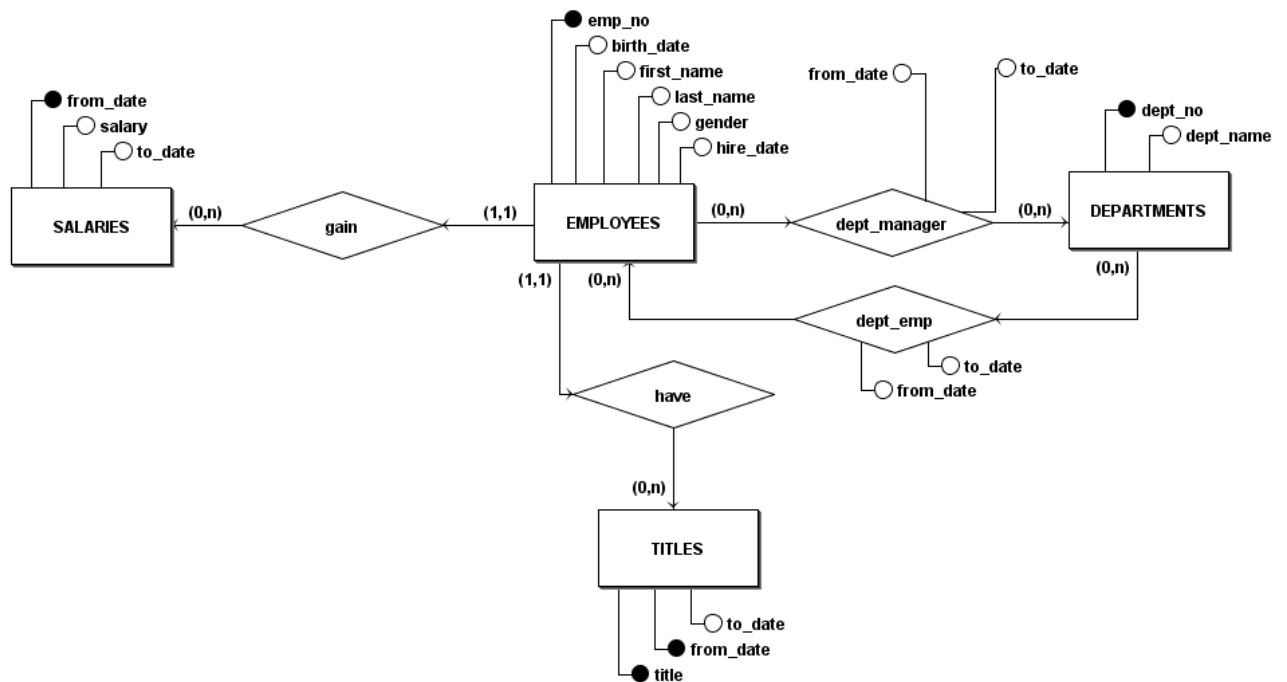 emp_no
birth_date
first_name
last_name
gender
hire_date
from_date
to_date
from_date
salary
to_date
dept_no
dept_name
SALARIES
(0,n)
gain
(1,1)
EMPLOYEES
(0,n)
dept_manager
(0,n)
DEPARTMENTS
(1,1)
(0,n)
(0,n)
dept_emp
to_date
from_date
have
(0,n)
TITLES
to_date
from_date
title